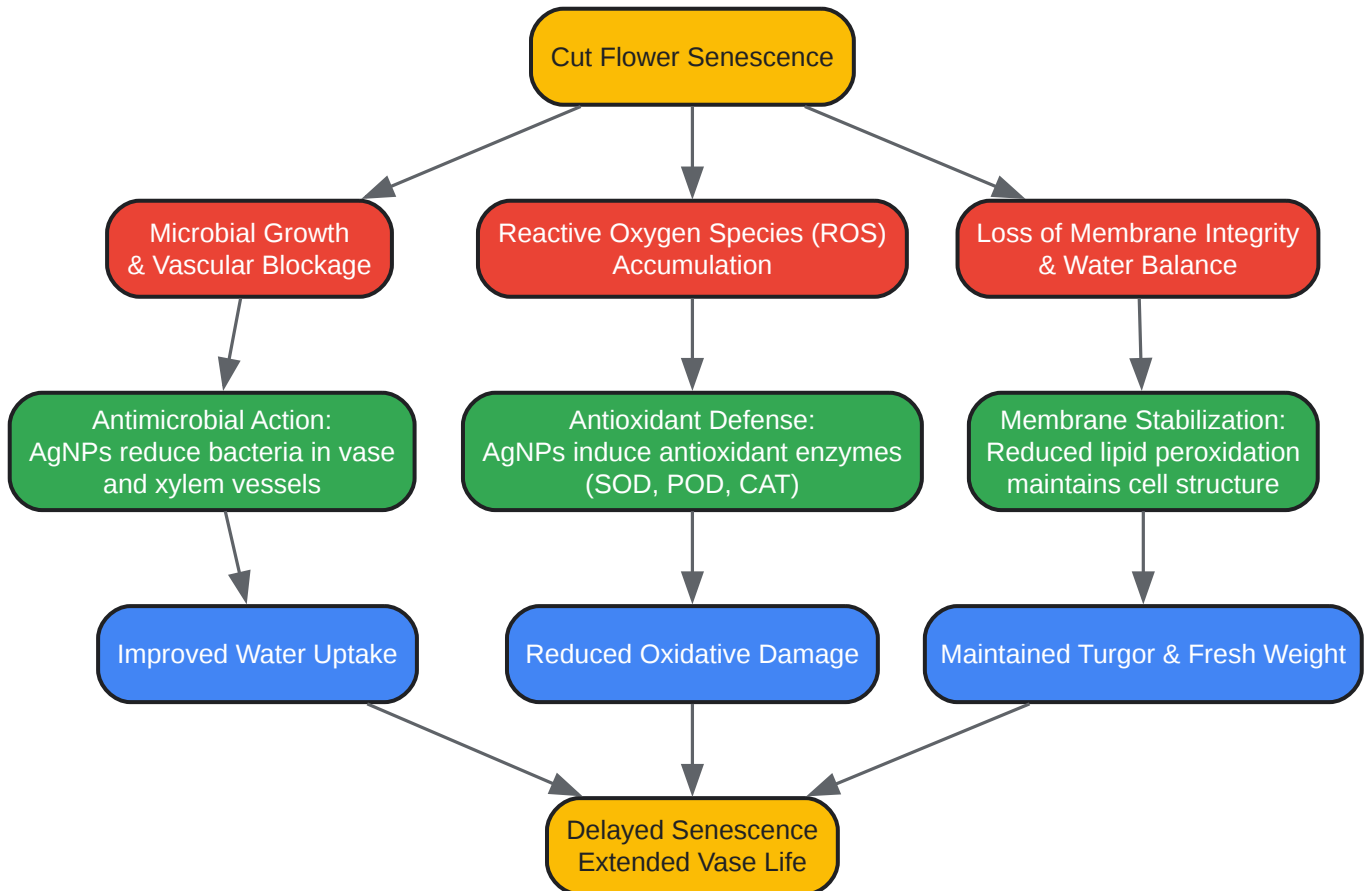 Cut Flower Senescence
Microbial Growth
& Vascular Blockage
Reactive Oxygen Species (ROS)
Accumulation
Loss of Membrane Integrity
& Water Balance
Antimicrobial Action:
AgNPs reduce bacteria in vase
and xylem vessels
Antioxidant Defense:
AgNPs induce antioxidant enzymes
(SOD, POD, CAT)
Membrane Stabilization:
Reduced lipid peroxidation
maintains cell structure
Improved Water Uptake
Reduced Oxidative Damage
Maintained Turgor & Fresh Weight
Delayed Senescence
Extended Vase Life